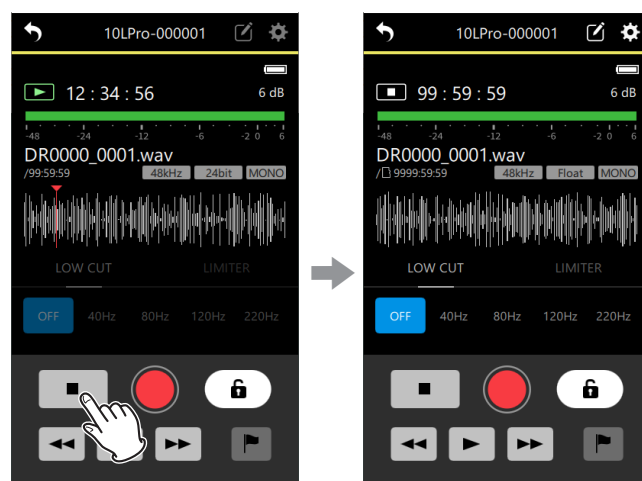 10LPro-000001
12 : 34 : 56
6 dB
-48 -24 -12 -6 -2 0 6
DR0000_0001.wav
/99:59:59 48kHz 24bit MONO
LOW CUT LIMITER
OFF 40Hz 80Hz 120Hz 220Hz
10LPro-000001
99 : 59 : 59
6 dB
-48 -24 -12 -6 -2 0 6
DR0000_0001.wav
/ 9999:59:59 48kHz Float MONO
LOW CUT LIMITER
OFF 40Hz 80Hz 120Hz 220Hz